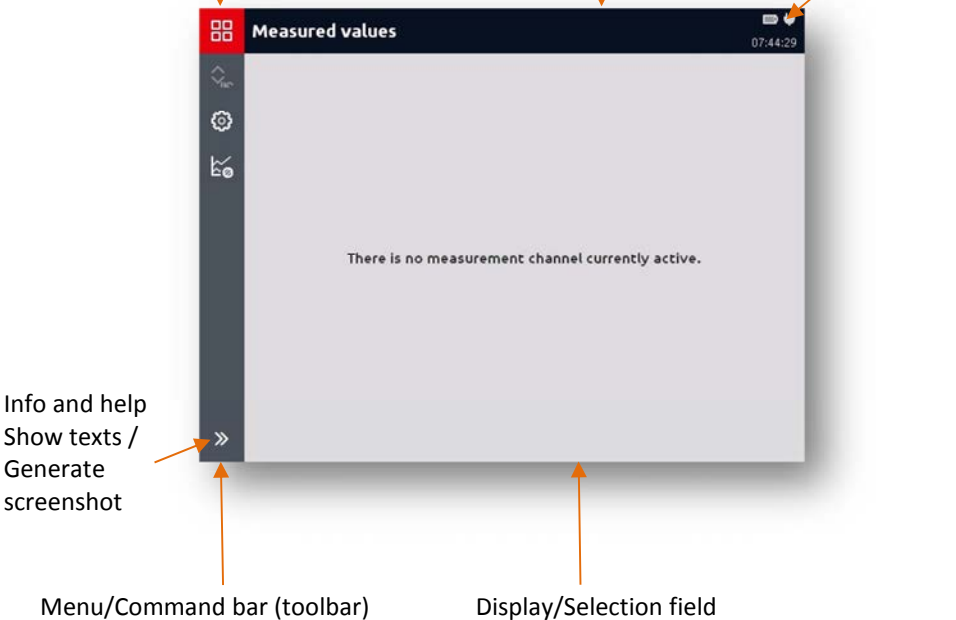 Measured values
07:44:29
There is no measurement channel currently active.
Info and help
Show texts /
Generate
screenshot
Menu/Command bar (toolbar)
Display/Selection field